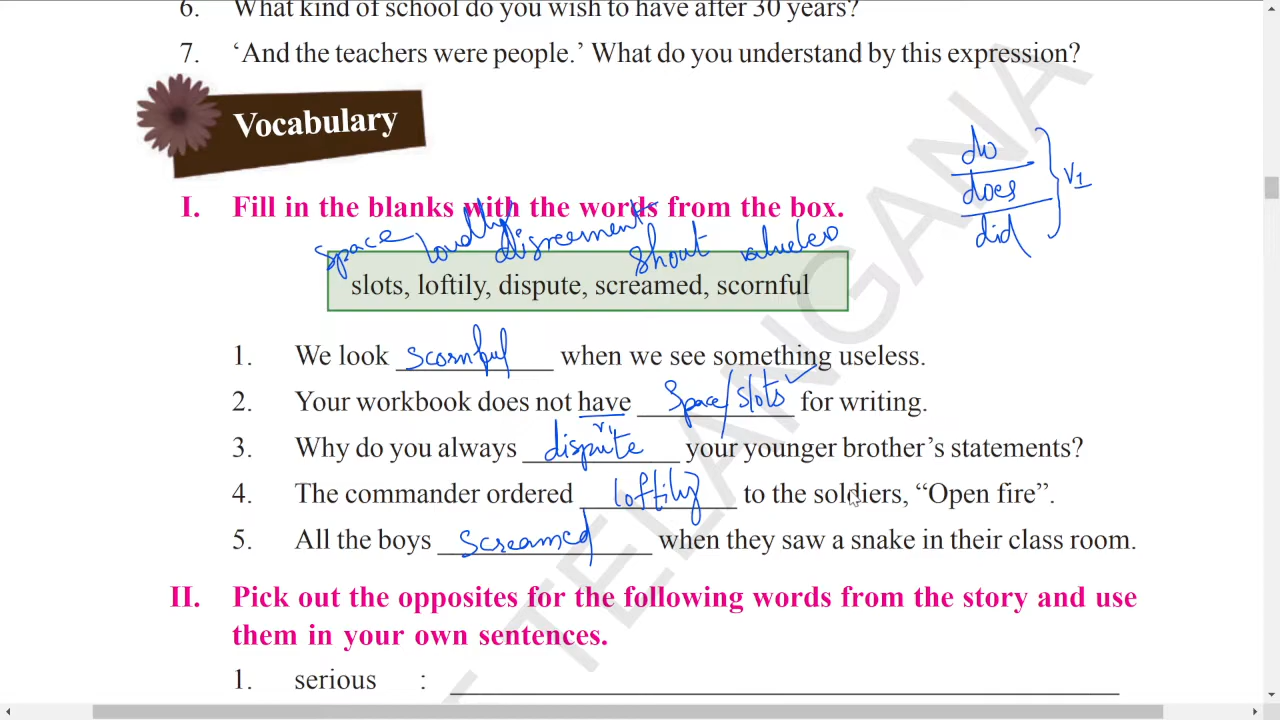 6. What kind of school do you wish to have after 30 years?
7. ‘And the teachers were people.’ What do you understand by this expression?
Vocabulary
do
does
did
V1
I. Fill in the blanks with the words from the box.
space loudly disgreement shout valueless
slots, loftily, dispute, screamed, scornful
1. We look scornful when we see something useless.
2. Your workbook does not have space/slots for writing.
V1
3. Why do you always dispute your younger brother’s statements?
4. The commander ordered loftily to the soldiers, “Open fire”.
5. All the boys screamed when they saw a snake in their class room.
II. Pick out the opposites for the following words from the story and use
them in your own sentences.
1. serious :
TELANGANA